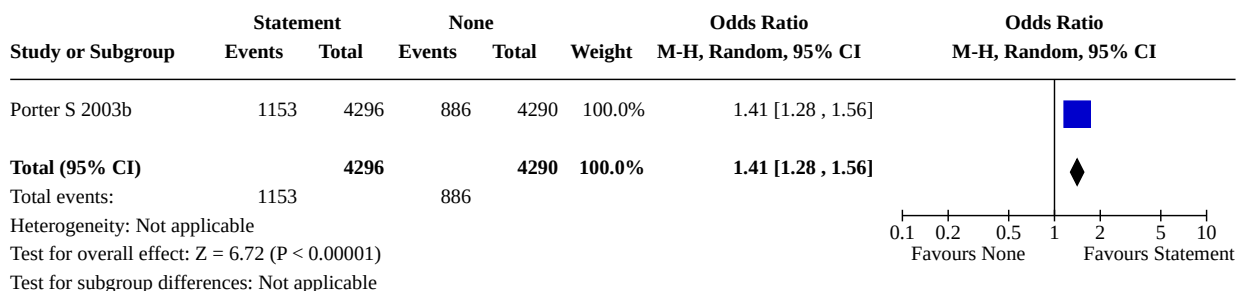 Statement None Odds Ratio Odds Ratio
Study or Subgroup Events Total Events Total Weight M-H, Random, 95% CI M-H, Random, 95% CI
Porter S 2003b 1153 4296 886 4290 100.0% 1.41 [1.28 , 1.56]
Total (95% CI) 4296 4290 100.0% 1.41 [1.28 , 1.56]
Total events: 1153 886
Heterogeneity: Not applicable
0.1 0.2 0.5 1 2 5 10
Test for overall effect: Z = 6.72 (P < 0.00001) Favours None Favours Statement
Test for subgroup differences: Not applicable